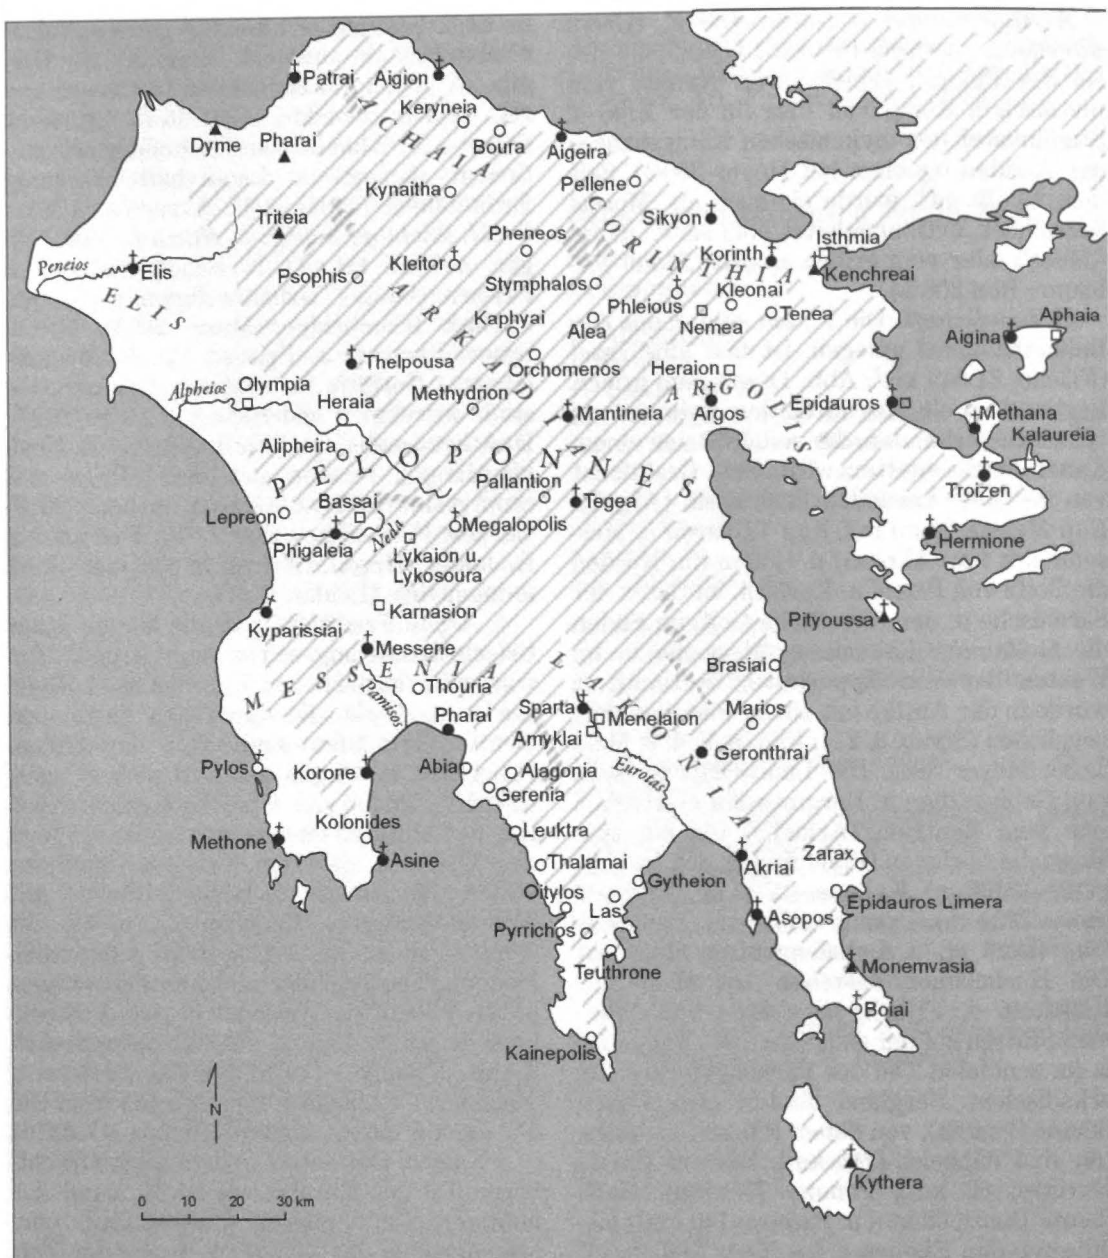 Patrai
Aigion
Keryneia
Boura
Dyme
Pharai
Aigeira
ACHAIA
Kynaitha
Pellene
Triteia
Sikyon
CORINTHIA
Pheneos
Korinth
Isthmia
Kenchreai
Peneios
Elis
Psophis
Kleitor
Stymphalos
Phleious
Kleonai
ELIS
ARKADIA
Kaphyai
Alea
Nemea
Tenea
Aphaia
Aigina
Thelpousa
Orchomenos
Heraion
Alpheios
Olympia
Heraia
Methydrion
Mantineia
ARGOLIS
Argos
Epidauros
Methana
Kalaureia
Alipheira
PELOPONNES
Pallantion
Tegea
Troizen
Lepreon
Bassai
Neda
Megalopolis
Phigaleia
Hermione
Lykaion u.
Lykosoura
Karnasion
Pityoussa
Kyparissiai
Messene
MESSENIA
LAKONIA
Brasiai
Thouria
Pamisos
Sparta
Menelaion
Marios
Pharai
Amyklai
Geronthrai
Pylos
Korone
Abia
Alagonia
Eurotas
Gerenia
Kolonides
Leuktra
Methone
Asine
Thalamai
Akriai
Zarax
Oitylos
Gytheion
Epidauros Limera
Las
Asopos
Pyrrichos
Teuthrone
Monemvasia
Boiai
Kainepolis
N
Kythera
0 10 20 30 km